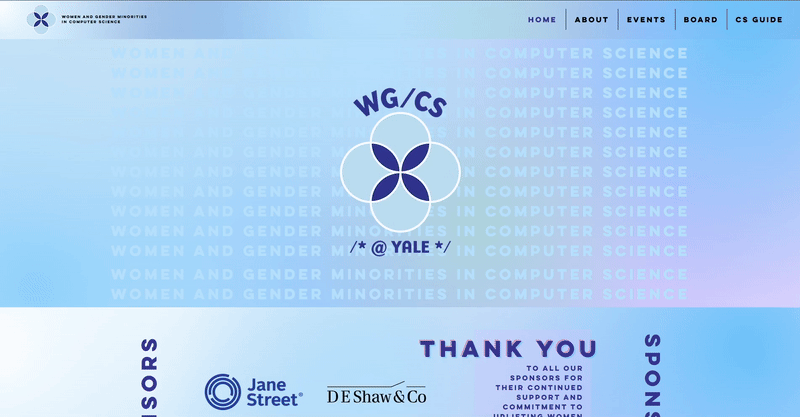 WOMEN AND GENDER MINORITIES
IN COMPUTER SCIENCE
HOME
ABOUT
EVENTS
BOARD
CS GUIDE
WOMEN AND GENDER MINORITIES IN COMPUTER SCIENCE
WOMEN AND GENDER MINORITIES IN COMPUTER SCIENCE
WOMEN AND GENDER MINORITIES IN COMPUTER SCIENCE
WOMEN AND GENDER MINORITIES IN COMPUTER SCIENCE
WOMEN AND GENDER MINORITIES IN COMPUTER SCIENCE
WOMEN AND GENDER MINORITIES IN COMPUTER SCIENCE
WOMEN AND GENDER MINORITIES IN COMPUTER SCIENCE
WOMEN AND GENDER MINORITIES IN COMPUTER SCIENCE
WOMEN AND GENDER MINORITIES IN COMPUTER SCIENCE
WOMEN AND GENDER MINORITIES IN COMPUTER SCIENCE
WOMEN AND GENDER MINORITIES IN COMPUTER SCIENCE
WOMEN AND GENDER MINORITIES IN COMPUTER SCIENCE
WOMEN AND GENDER MINORITIES IN COMPUTER SCIENCE
WG/CS
/* @ YALE */
NSORS
Jane
Street®
D E Shaw & Co
THANK YOU
TO ALL OUR
SPONSORS FOR
THEIR CONTINUED
SUPPORT AND
COMMITMENT TO
UPLIFTING WOMEN
SPONS